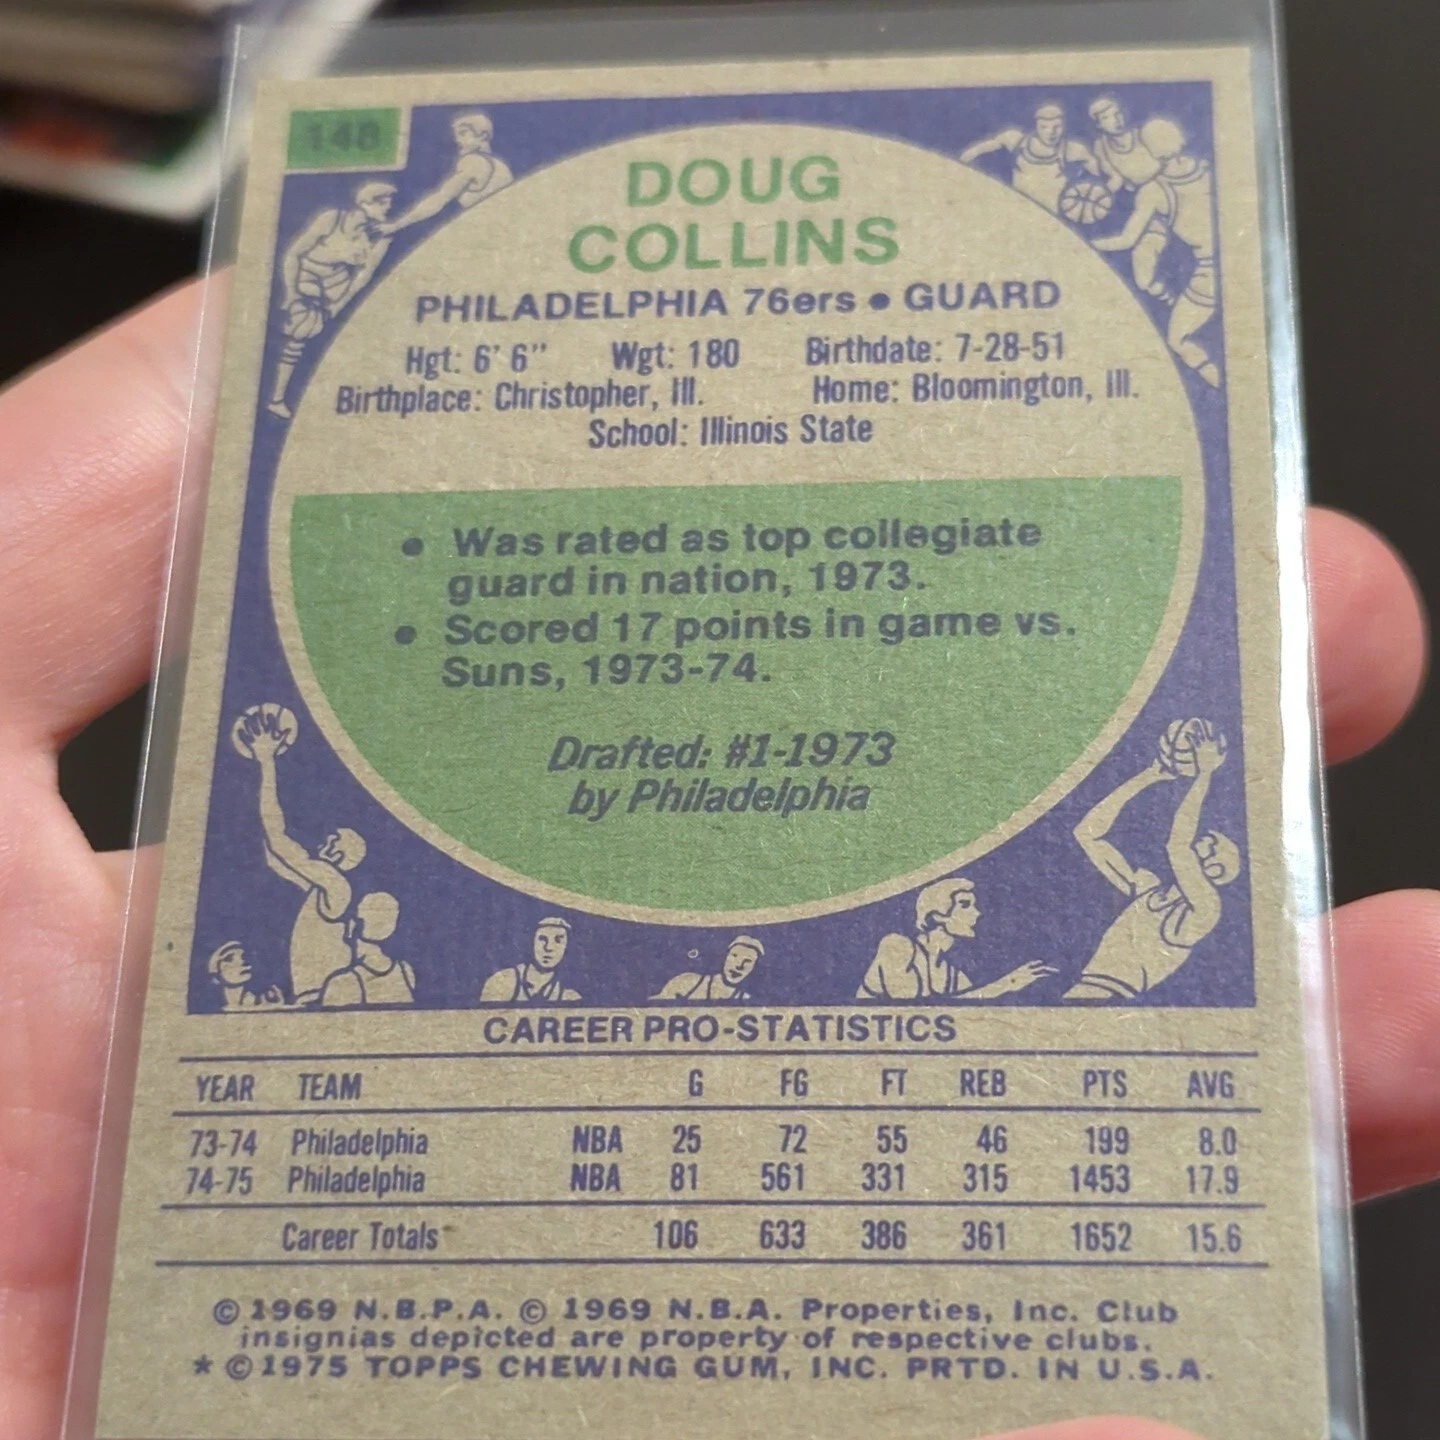 148
DOUG
COLLINS
PHILADELPHIA 76ers • GUARD
Hgt: 6' 6" Wgt: 180 Birthdate: 7-28-51
Birthplace: Christopher, Ill. Home: Bloomington, Ill.
School: Illinois State
• Was rated as top collegiate
guard in nation, 1973.
• Scored 17 points in game vs.
Suns, 1973-74.
Drafted: #1-1973
by Philadelphia
CAREER PRO-STATISTICS
YEAR TEAM G FG FT REB PTS AVG
73-74 Philadelphia NBA 25 72 55 46 199 8.0
74-75 Philadelphia NBA 81 561 331 315 1453 17.9
Career Totals 106 633 386 361 1652 15.6
© 1969 N.B.P.A. © 1969 N.B.A. Properties, Inc. Club
insignias depicted are property of respective clubs.
* © 1975 TOPPS CHEWING GUM, INC. PRTD. IN U.S.A.